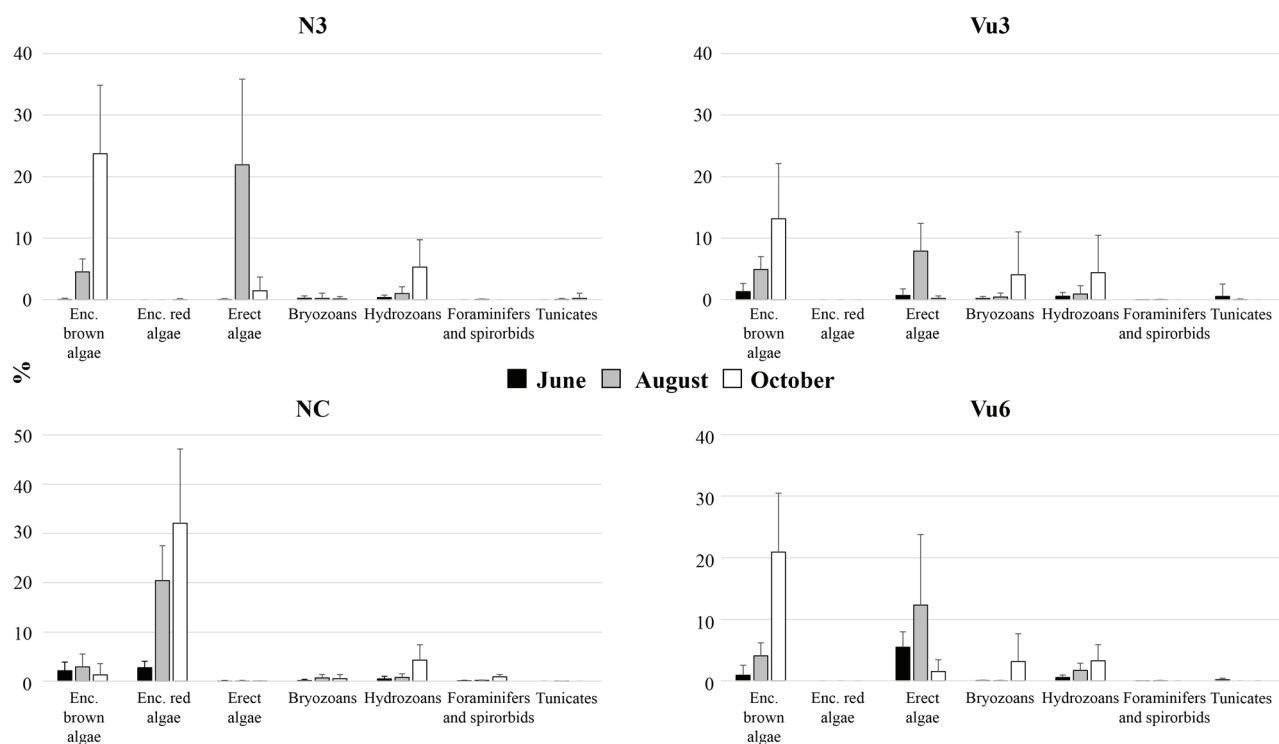 N3
40
30
20
10
0
Enc.
brown
algae
Enc. red
algae
Erect
algae
Bryozoans
Hydrozoans
Foraminifers
and spirorbids
Tunicates
Vu3
40
30
20
10
0
Enc.
brown
algae
Enc. red
algae
Erect
algae
Bryozoans
Hydrozoans
Foraminifers
and spirorbids
Tunicates
%
June August October
NC
50
40
30
20
10
0
Enc.
brown
algae
Enc. red
algae
Erect
algae
Bryozoans
Hydrozoans
Foraminifers
and spirorbids
Tunicates
Vu6
40
30
20
10
0
Enc.
brown
algae
Enc. red
algae
Erect
algae
Bryozoans
Hydrozoans
Foraminifers
and spirorbids
Tunicates